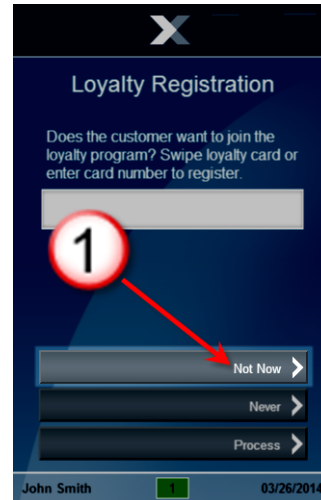 Loyalty Registration
Does the customer want to join the
loyalty program? Swipe loyalty card or
enter card number to register.
1
Not Now
Never
Process
John Smith 1 03/26/2014